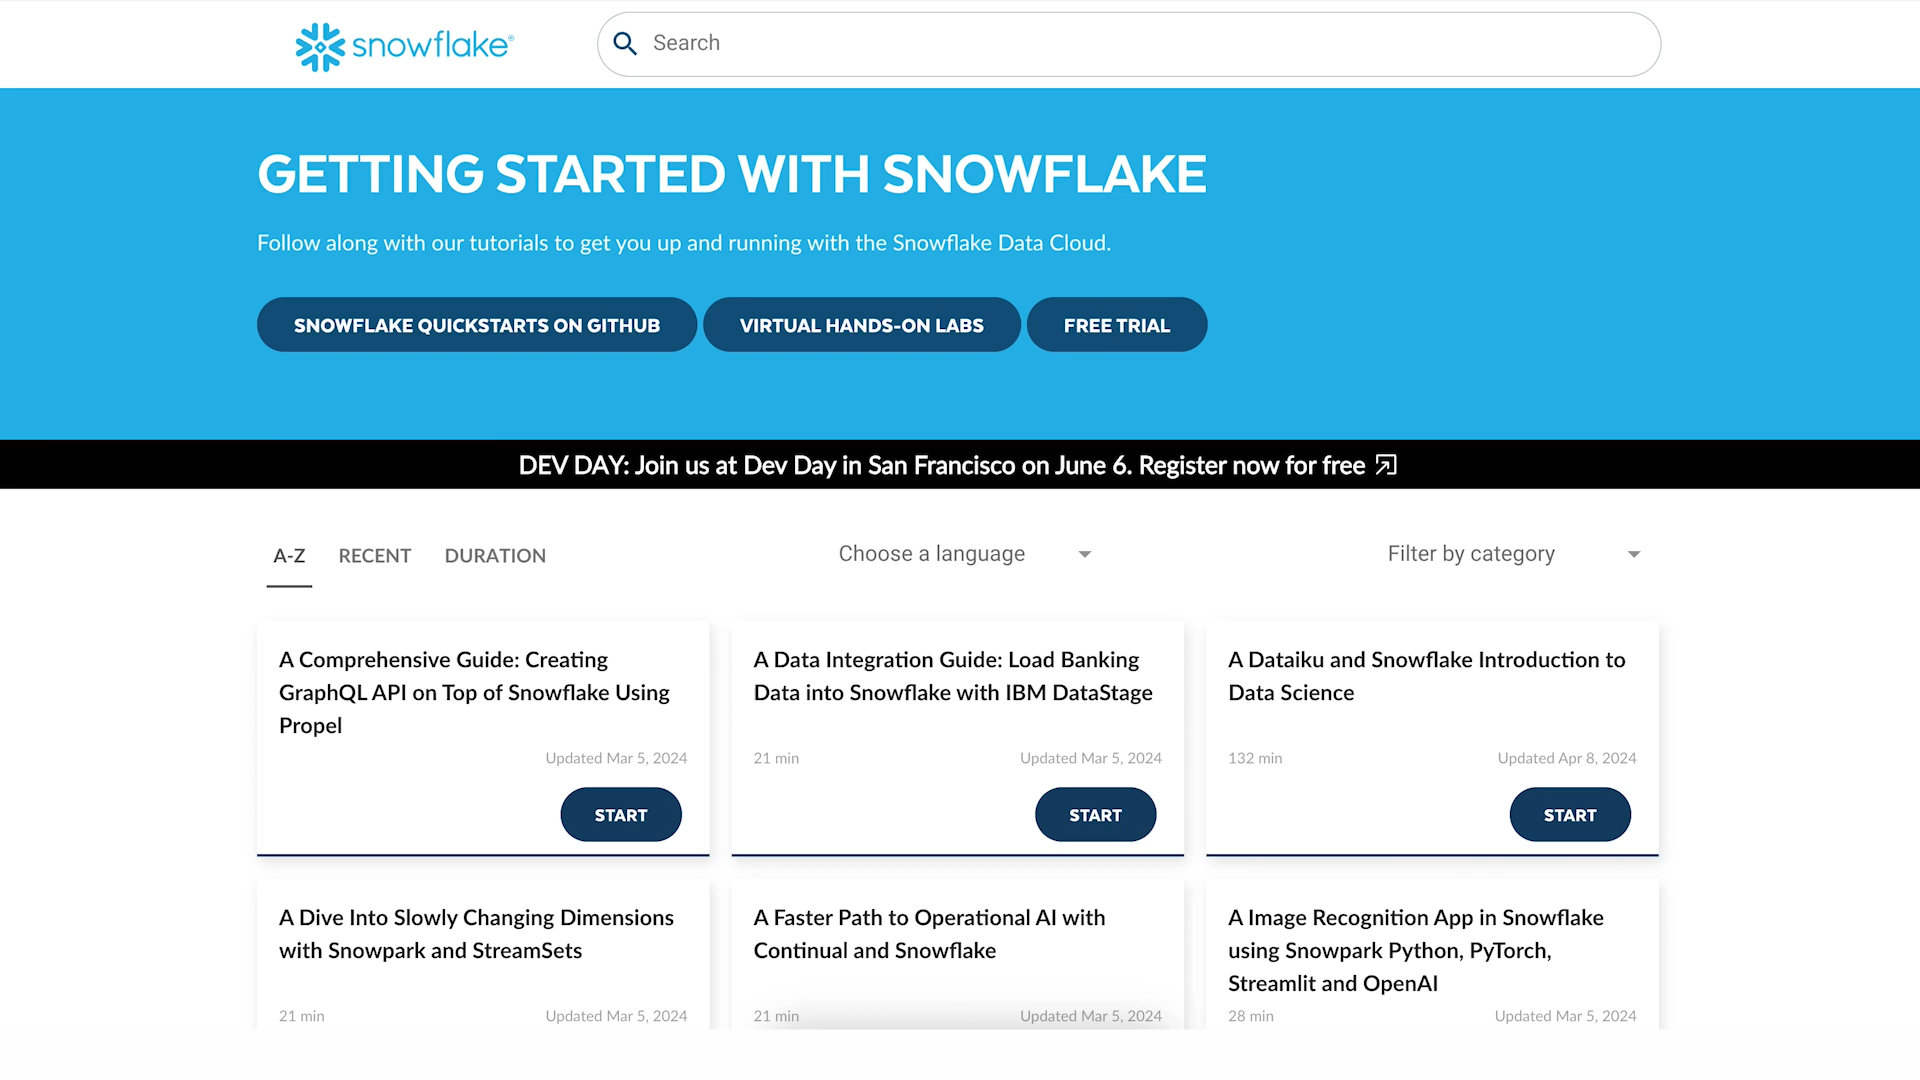 snowflake®
Search
GETTING STARTED WITH SNOWFLAKE
Follow along with our tutorials to get you up and running with the Snowflake Data Cloud.
SNOWFLAKE QUICKSTARTS ON GITHUB
VIRTUAL HANDS-ON LABS
FREE TRIAL
DEV DAY: Join us at Dev Day in San Francisco on June 6. Register now for free
A-Z
RECENT
DURATION
Choose a language
Filter by category
A Comprehensive Guide: Creating
GraphQL API on Top of Snowflake Using
Propel
Updated Mar 5, 2024
START
A Data Integration Guide: Load Banking
Data into Snowflake with IBM DataStage
21 min
Updated Mar 5, 2024
START
A Dataiku and Snowflake Introduction to
Data Science
132 min
Updated Apr 8, 2024
START
A Dive Into Slowly Changing Dimensions
with Snowpark and StreamSets
21 min
Updated Mar 5, 2024
A Faster Path to Operational AI with
Continual and Snowflake
21 min
Updated Mar 5, 2024
A Image Recognition App in Snowflake
using Snowpark Python, PyTorch,
Streamlit and OpenAI
28 min
Updated Mar 5, 2024